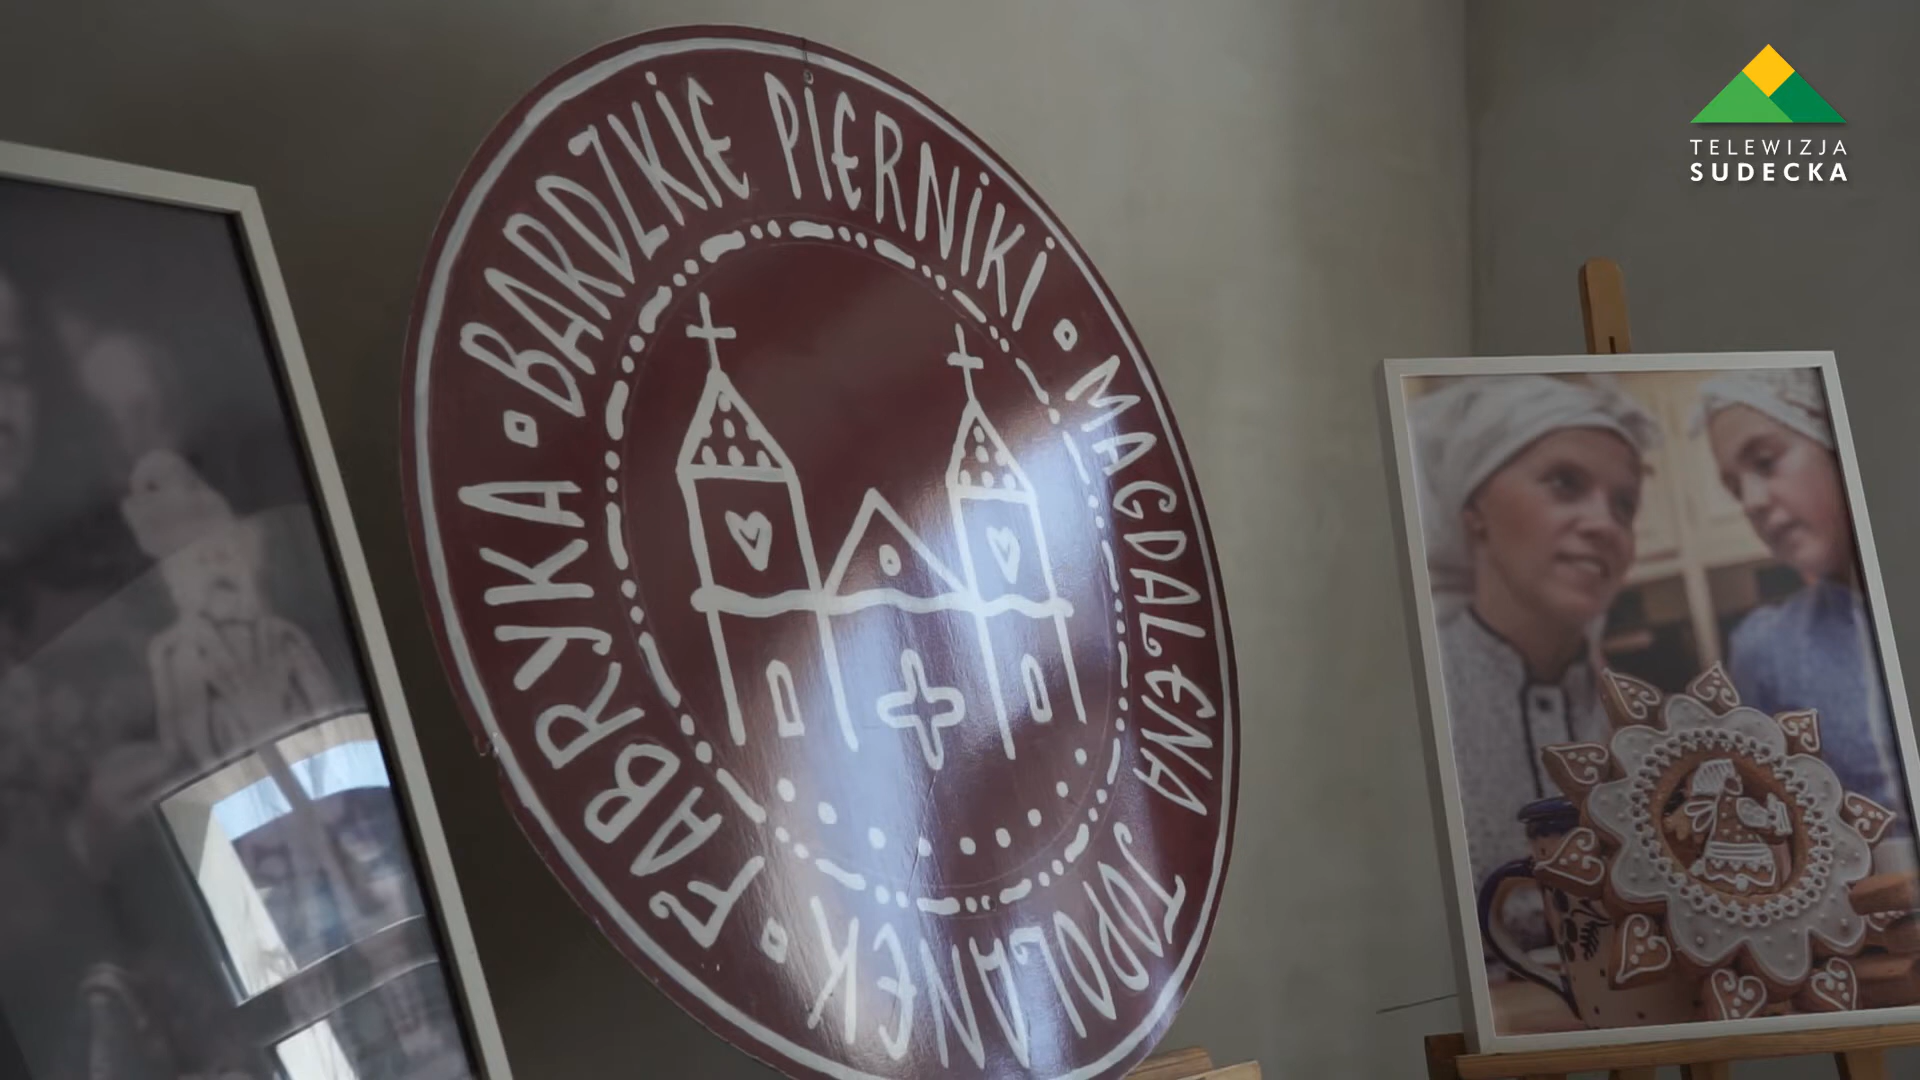 FABRYKA • BARDZKIE PIERNIKI • MAGDALENA TOPOLANEK •
TELEWIZJA
SUDECKA